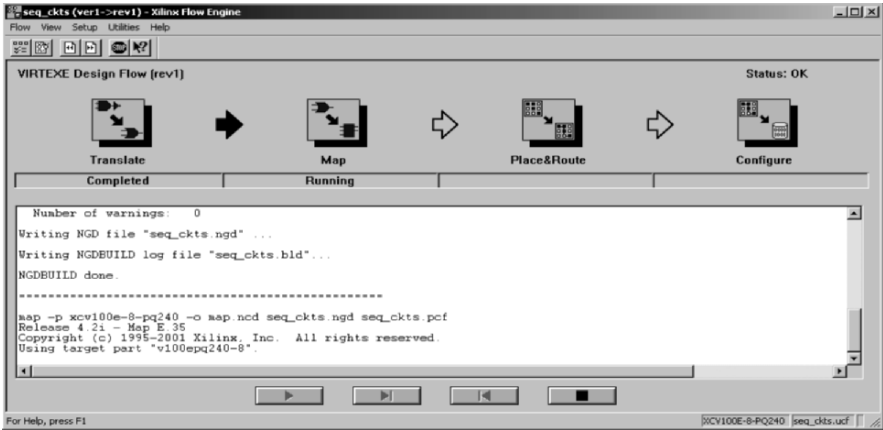 seq_ckts (ver1->rev1) - Xilinx Flow Engine
Flow View Setup Utilities Help
VIRTEXE Design Flow (rev1)
Status: OK
Translate
Map
Place&Route
Configure
Completed
Running
Number of warnings: 0
Writing NGD file "seq_ckts.ngd" ...
Writing NGDBUILD log file "seq_ckts.bld"...
NGDBUILD done.
==================================================
map -p xcv100e-8-pq240 -o map.ncd seq_ckts.ngd seq_ckts.pcf
Release 4.2i - Map E.35
Copyright (c) 1995-2001 Xilinx, Inc. All rights reserved.
Using target part "v100epq240-8".
For Help, press F1
XCV100E-8-PQ240
seq_ckts.ucf